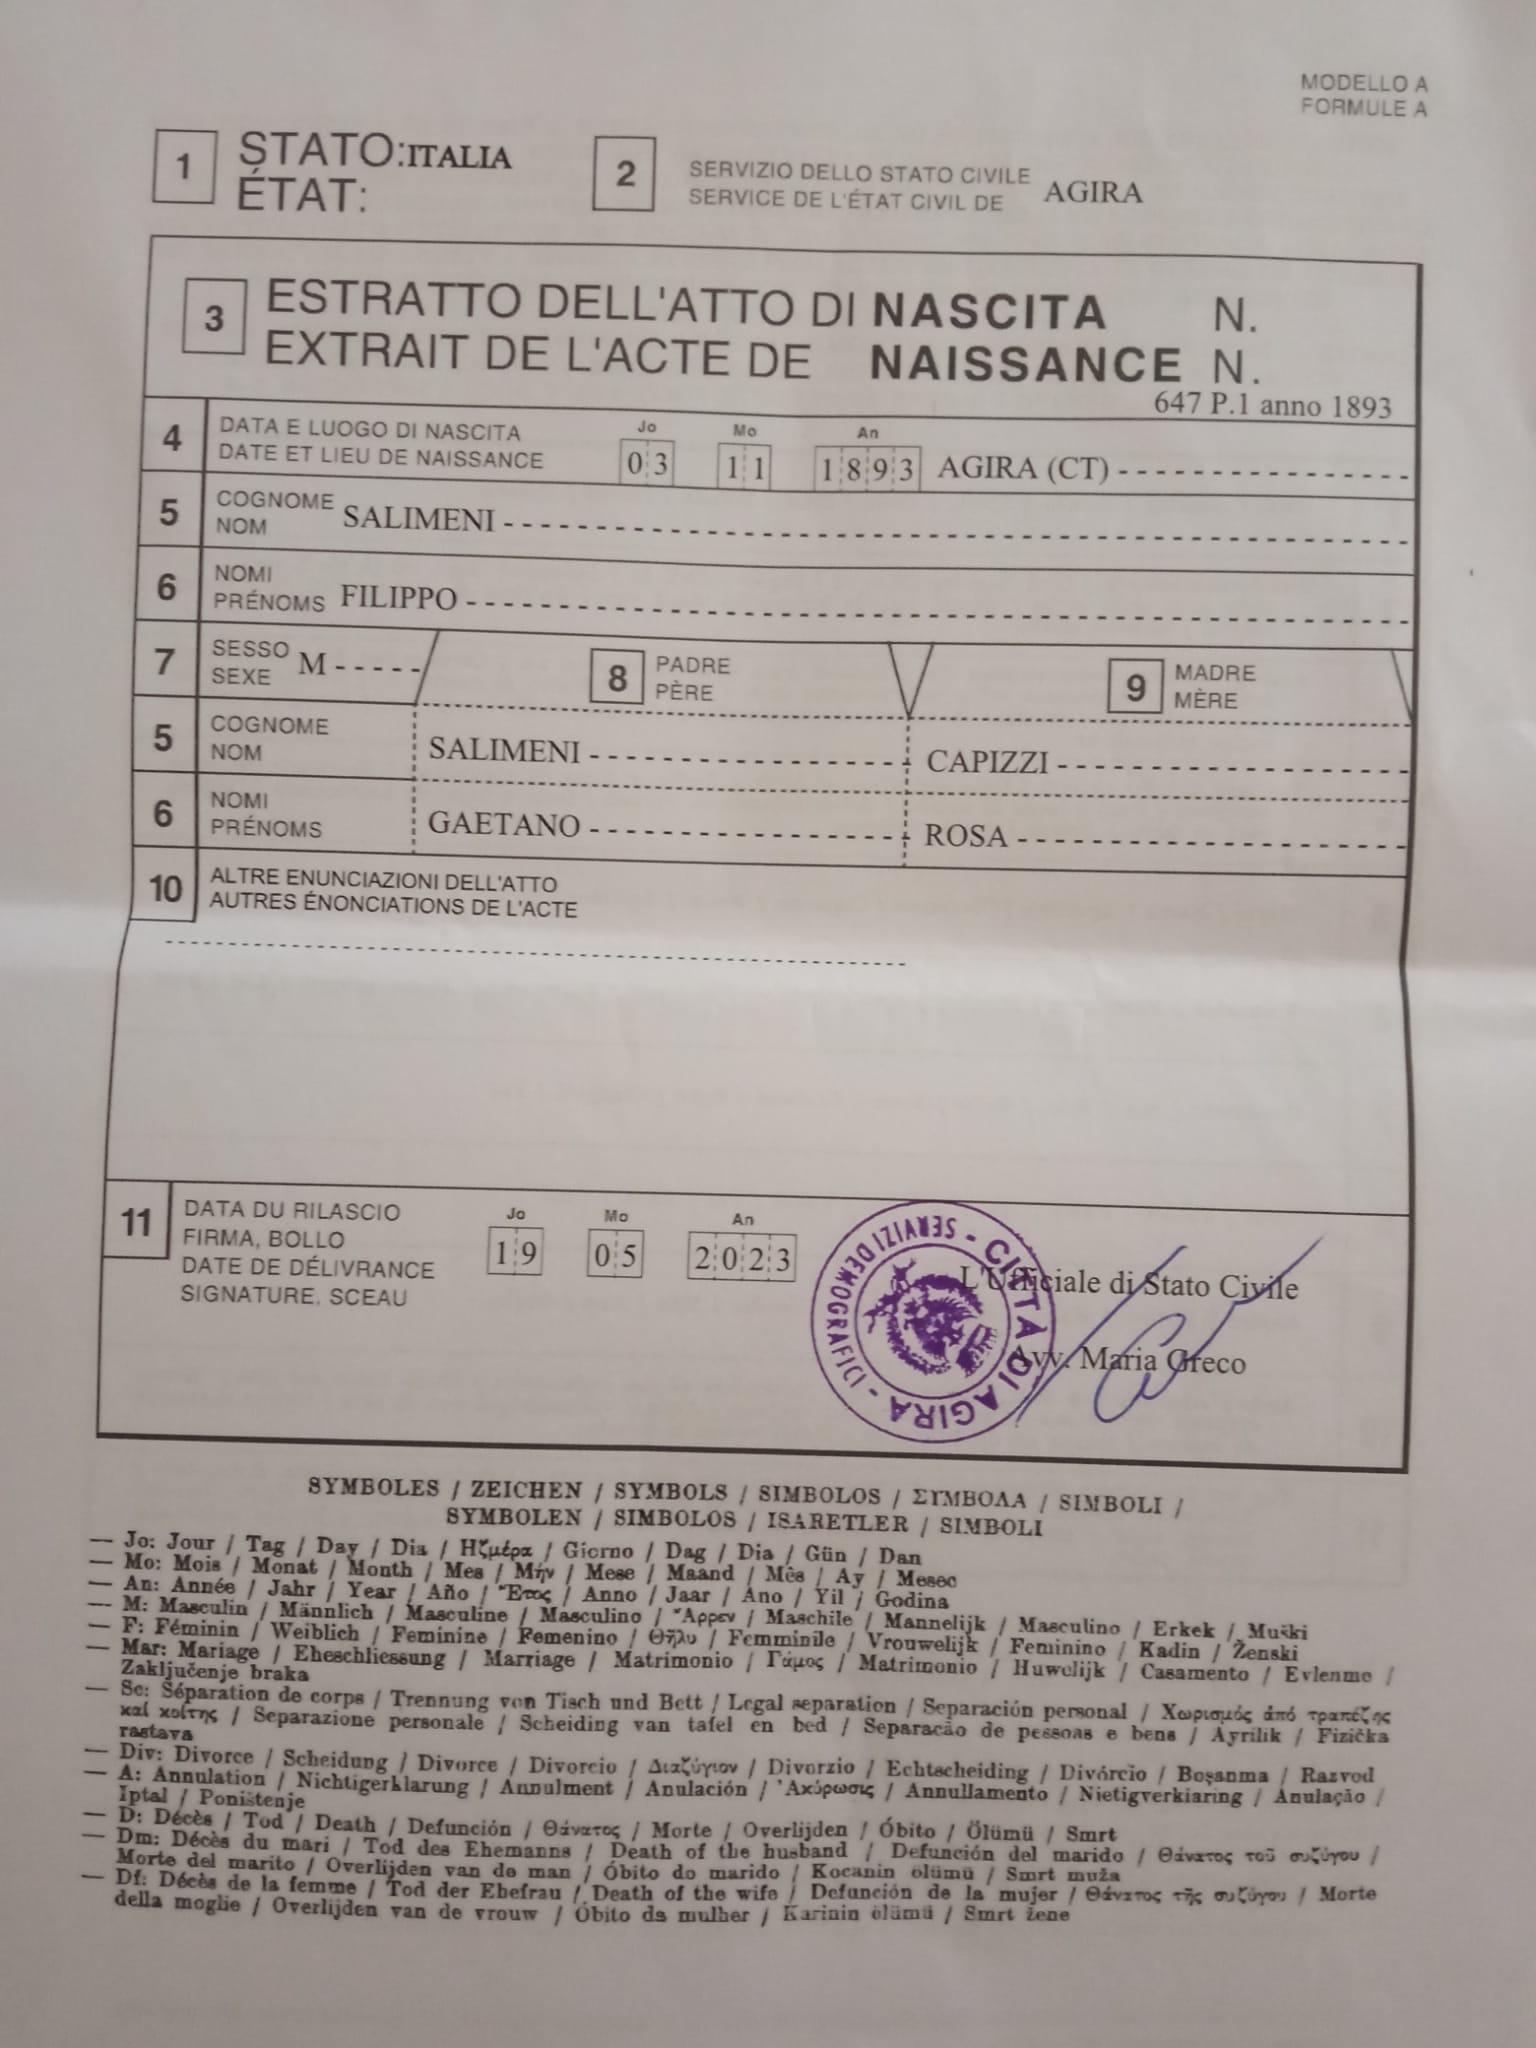 MODELLO A
FORMULE A
1 STATO: ITALIA
ÉTAT:
2 SERVIZIO DELLO STATO CIVILE AGIRA
SERVICE DE L'ÉTAT CIVIL DE
3 ESTRATTO DELL'ATTO DI NASCITA N.
EXTRAIT DE L'ACTE DE NAISSANCE N.
647 P.1 anno 1893
4 DATA E LUOGO DI NASCITA
DATE ET LIEU DE NAISSANCE
Jo Mo An
03 11 1893 AGIRA (CT)
5 COGNOME
NOM
SALIMENI
6 NOMI
PRÉNOMS
FILIPPO
7 SESSO
SEXE
M
8 PADRE
PÈRE
9 MADRE
MÈRE
5 COGNOME
NOM
SALIMENI CAPIZZI
6 NOMI
PRÉNOMS
GAETANO ROSA
10 ALTRE ENUNCIAZIONI DELL'ATTO
AUTRES ÉNONCIATIONS DE L'ACTE
11 DATA DU RILASCIO
FIRMA, BOLLO
DATE DE DÉLIVRANCE
SIGNATURE, SCEAU
Jo Mo An
19 05 2023
CITTÀ DI AGIRA - SERVIZI DEMOGRAFICI -
L'Ufficiale di Stato Civile
Avv. Maria Greco
SYMBOLES / ZEICHEN / SYMBOLS / SIMBOLOS / ΣΥΜΒΟΛΑ / SIMBOLI /
SYMBOLEN / SIMBOLOS / ISARETLER / SIMBOLI
— Jo: Jour / Tag / Day / Dia / Ηζμέρα / Giorno / Dag / Dia / Gün / Dan
— Mo: Mois / Monat / Month / Mes / Μήν / Mese / Maand / Mês / Ay / Mesec
— An: Année / Jahr / Year / Año / Ἔτος / Anno / Jaar / Ano / Yil / Godina
— M: Masculin / Männlich / Masculine / Masculino / Ἄρρεν / Maschile / Mannelijk / Masculino / Erkek / Muški
— F: Féminin / Weiblich / Feminine / Femenino / Θῆλυ / Femminile / Vrouwelijk / Feminino / Kadin / Ženski
— Mar: Mariage / Eheschliessung / Marriage / Matrimonio / Γάμος / Matrimonio / Huwelijk / Casamento / Evlenme /
Zaključenje braka
— Sc: Séparation de corps / Trennung von Tisch und Bett / Legal separation / Separación personal / Χωρισμός ἀπό τραπέζης
καί κοίτης / Separazione personale / Scheiding van tafel en bed / Separacão de pessoas e bens / Ayrilik / Fizička
rastava
— Div: Divorce / Scheidung / Divorce / Divorcio / Διαζύγιον / Divorzio / Echtscheiding / Divórcio / Boşanma / Razvod
— A: Annulation / Nichtigerklarung / Annulment / Anulación / Ἀκύρωσις / Annullamento / Nietigverkiaring / Anulação /
Iptal / Poništenje
— D: Décès / Tod / Death / Defunción / Θάνατος / Morte / Overlijden / Óbito / Ölümü / Smrt
— Dm: Décès du mari / Tod des Ehemanns / Death of the husband / Defunción del marido / Θάνατος τοῦ συζύγου /
Morte del marito / Overlijden van de man / Óbito do marido / Kocanin ölümü / Smrt muža
— Df: Décès de la femme / Tod der Ehefrau / Death of the wife / Defunción de la mujer / Θάνατος τῆς συζύγου / Morte
della moglie / Overlijden van de vrouw / Óbito da mulher / Karinin ölümü / Smrt žene